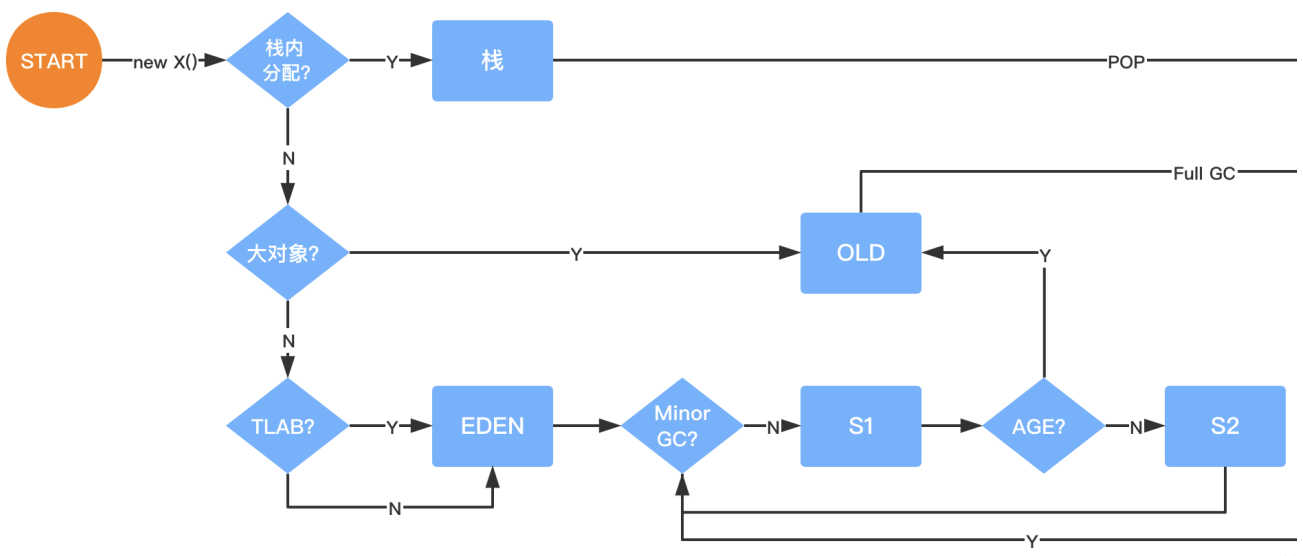 START
new X()
栈内
分配?
Y
栈
POP
N
Full GC
大对象?
Y
OLD
Y
N
TLAB?
Y
EDEN
Minor
GC?
N
S1
AGE?
N
S2
N
Y